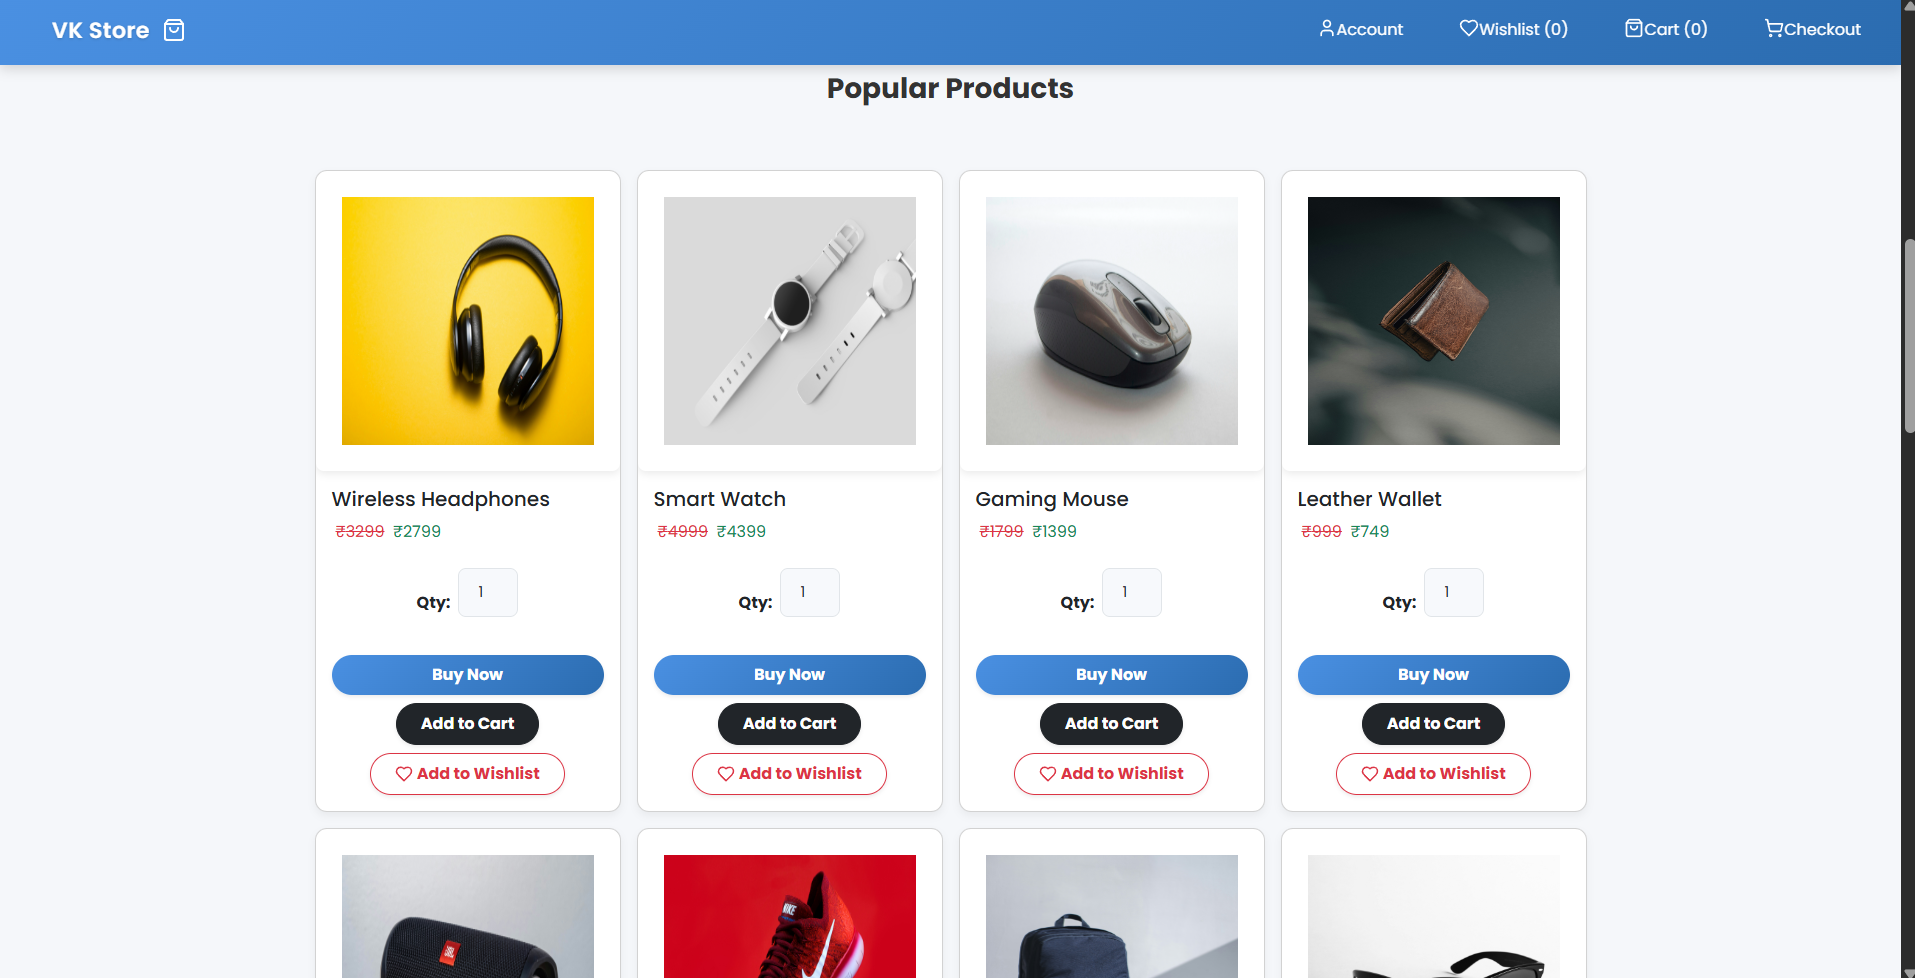 VK Store
Account Wishlist (0) Cart (0) Checkout
Popular Products
Wireless Headphones
₹3299 ₹2799
Qty: 1
Buy Now
Add to Cart
Add to Wishlist
Smart Watch
₹4999 ₹4399
Qty: 1
Buy Now
Add to Cart
Add to Wishlist
Gaming Mouse
₹1799 ₹1399
Qty: 1
Buy Now
Add to Cart
Add to Wishlist
Leather Wallet
₹999 ₹749
Qty: 1
Buy Now
Add to Cart
Add to Wishlist
JBL
NIKE